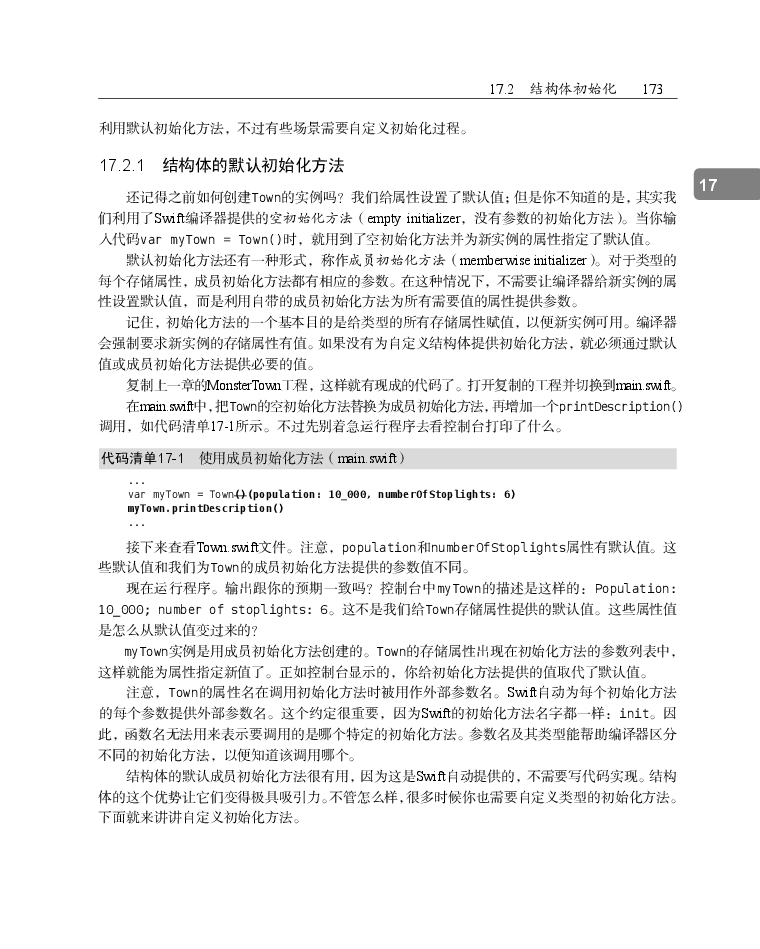 17.2 结构体初始化 173
利用默认初始化方法，不过有些场景需要自定义初始化过程。
17.2.1 结构体的默认初始化方法
17
还记得之前如何创建Town的实例吗？我们给属性设置了默认值；但是你不知道的是，其实我
们利用了Swift编译器提供的空初始化方法（empty initializer，没有参数的初始化方法）。当你输
入代码var myTown = Town()时，就用到了空初始化方法并为新实例的属性指定了默认值。
默认初始化方法还有一种形式，称作成员初始化方法（memberwise initializer）。对于类型的
每个存储属性，成员初始化方法都有相应的参数。在这种情况下，不需要让编译器给新实例的属
性设置默认值，而是利用自带的成员初始化方法为所有需要值的属性提供参数。
记住，初始化方法的一个基本目的是给类型的所有存储属性赋值，以便新实例可用。编译器
会强制要求新实例的存储属性有值。如果没有为自定义结构体提供初始化方法，就必须通过默认
值或成员初始化方法提供必要的值。
复制上一章的MonsterTown工程，这样就有现成的代码了。打开复制的工程并切换到main.swift。
在main.swift中，把Town的空初始化方法替换为成员初始化方法，再增加一个printDescription()
调用，如代码清单17-1所示。不过先别着急运行程序去看控制台打印了什么。
代码清单17-1 使用成员初始化方法（main.swift）
...
var myTown = Town()(population: 10_000, numberOfStoplights: 6)
myTown.printDescription()
...
接下来查看Town.swift文件。注意，population和numberOfStoplights属性有默认值。这
些默认值和我们为Town的成员初始化方法提供的参数值不同。
现在运行程序。输出跟你的预期一致吗？控制台中myTown的描述是这样的：Population:
10_000; number of stoplights: 6。这不是我们给Town存储属性提供的默认值。这些属性值
是怎么从默认值变过来的？
myTown实例是用成员初始化方法创建的。Town的存储属性出现在初始化方法的参数列表中，
这样就能为属性指定新值了。正如控制台显示的，你给初始化方法提供的值取代了默认值。
注意，Town的属性名在调用初始化方法时被用作外部参数名。Swift自动为每个初始化方法
的每个参数提供外部参数名。这个约定很重要，因为Swift的初始化方法名字都一样：init。因
此，函数名无法用来表示要调用的是哪个特定的初始化方法。参数名及其类型能帮助编译器区分
不同的初始化方法，以便知道该调用哪个。
结构体的默认成员初始化方法很有用，因为这是Swift自动提供的，不需要写代码实现。结构
体的这个优势让它们变得极具吸引力。不管怎么样，很多时候你也需要自定义类型的初始化方法。
下面就来讲讲自定义初始化方法。